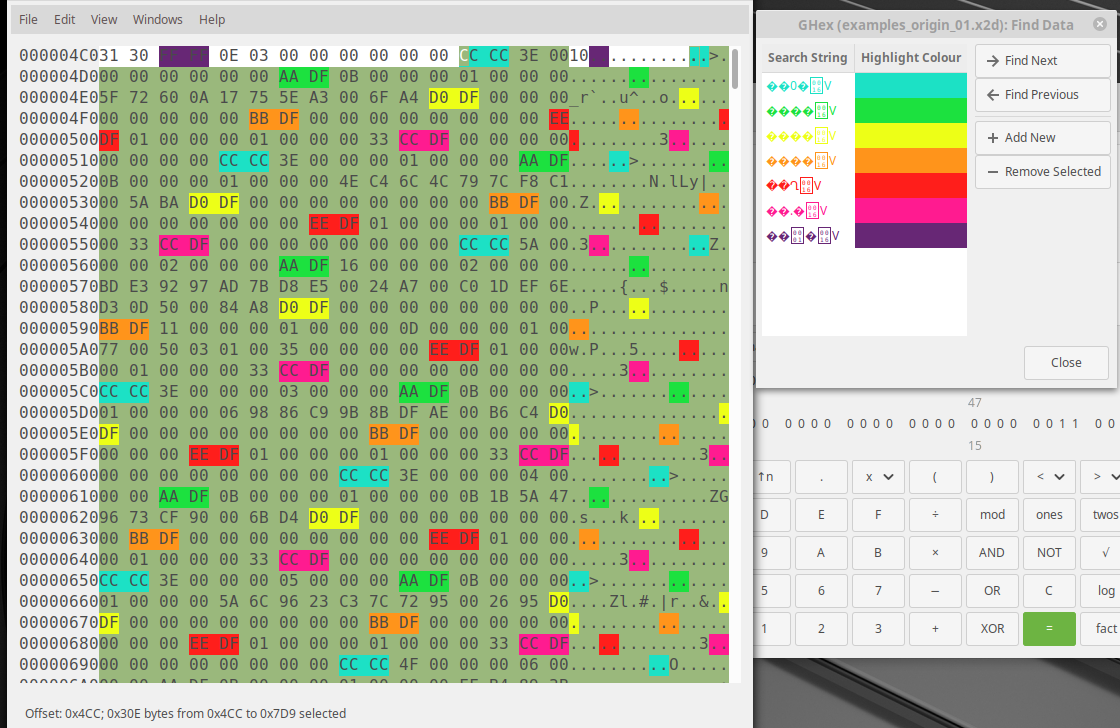 File Edit View Windows Help
000004C0 31 30 0E 03 00 00 00 00 00 00 CC CC 3E 00 10............>.
000004D0 00 00 00 00 00 00 AA DF 0B 00 00 00 01 00 00 00 ................
000004E0 5F 72 60 0A 17 75 5E A3 00 6F A4 D0 DF 00 00 00 _r`..u^..o......
000004F0 00 00 00 00 00 BB DF 00 00 00 00 00 00 00 00 EE ................
00000500 DF 01 00 00 00 01 00 00 00 33 CC DF 00 00 00 00 .........3......
00000510 00 00 00 00 CC CC 3E 00 00 00 01 00 00 00 AA DF ......>.........
00000520 0B 00 00 00 01 00 00 00 4E C4 6C 4C 79 7C F8 C1 ........N.lLy|..
00000530 00 5A BA D0 DF 00 00 00 00 00 00 00 00 BB DF 00 .Z..............
00000540 00 00 00 00 00 00 00 EE DF 01 00 00 00 01 00 00 ................
00000550 00 33 CC DF 00 00 00 00 00 00 00 00 CC CC 5A 00 .3............Z.
00000560 00 00 02 00 00 00 AA DF 16 00 00 00 02 00 00 00 ................
00000570 BD E3 92 97 AD 7B D8 E5 00 24 A7 00 C0 1D EF 6E .....{...$.....n
00000580 D3 0D 50 00 84 A8 D0 DF 00 00 00 00 00 00 00 00 ..P.............
00000590 BB DF 11 00 00 00 01 00 00 00 0D 00 00 00 01 00 ................
000005A0 77 00 50 03 01 00 35 00 00 00 00 EE DF 01 00 00 w.P...5.........
000005B0 00 01 00 00 00 33 CC DF 00 00 00 00 00 00 00 00 .....3..........
000005C0 CC CC 3E 00 00 00 03 00 00 00 AA DF 0B 00 00 00 ..>.............
000005D0 01 00 00 00 06 98 86 C9 9B 8B DF AE 00 B6 C4 D0 ................
000005E0 DF 00 00 00 00 00 00 00 00 BB DF 00 00 00 00 00 ................
000005F0 00 00 00 EE DF 01 00 00 00 01 00 00 00 33 CC DF .............3..
00000600 00 00 00 00 00 00 00 00 CC CC 3E 00 00 00 04 00 ..........>.....
00000610 00 00 AA DF 0B 00 00 00 01 00 00 00 0B 1B 5A 47 ..............ZG
00000620 96 73 CF 90 00 6B D4 D0 DF 00 00 00 00 00 00 00 .s...k..........
00000630 00 BB DF 00 00 00 00 00 00 00 00 EE DF 01 00 00 ................
00000640 00 01 00 00 00 33 CC DF 00 00 00 00 00 00 00 00 .....3..........
00000650 CC CC 3E 00 00 00 05 00 00 00 AA DF 0B 00 00 00 ..>.............
00000660 01 00 00 00 5A 6C 96 23 C3 7C 72 95 00 26 95 D0 ....Zl.#.|r..&..
00000670 DF 00 00 00 00 00 00 00 00 BB DF 00 00 00 00 00 ................
00000680 00 00 00 EE DF 01 00 00 00 01 00 00 00 33 CC DF .............3..
00000690 00 00 00 00 00 00 00 00 CC CC 4F 00 00 00 06 00 ..........O.....
Offset: 0x4CC; 0x30E bytes from 0x4CC to 0x7D9 selected
GHex (examples_origin_01.x2d): Find Data
Search String Highlight Colour
Find Next
Find Previous
Add New
Remove Selected
Close
47
0 0 0 0 0 0 0 0 0 0 0 0 0 0 0 0 0 0 0 0 1 1 0 0
15
↑n . x ( ) < >
D E F ÷ mod ones twos
9 A B × AND NOT √
5 6 7 − OR C log
1 2 3 + XOR = fact